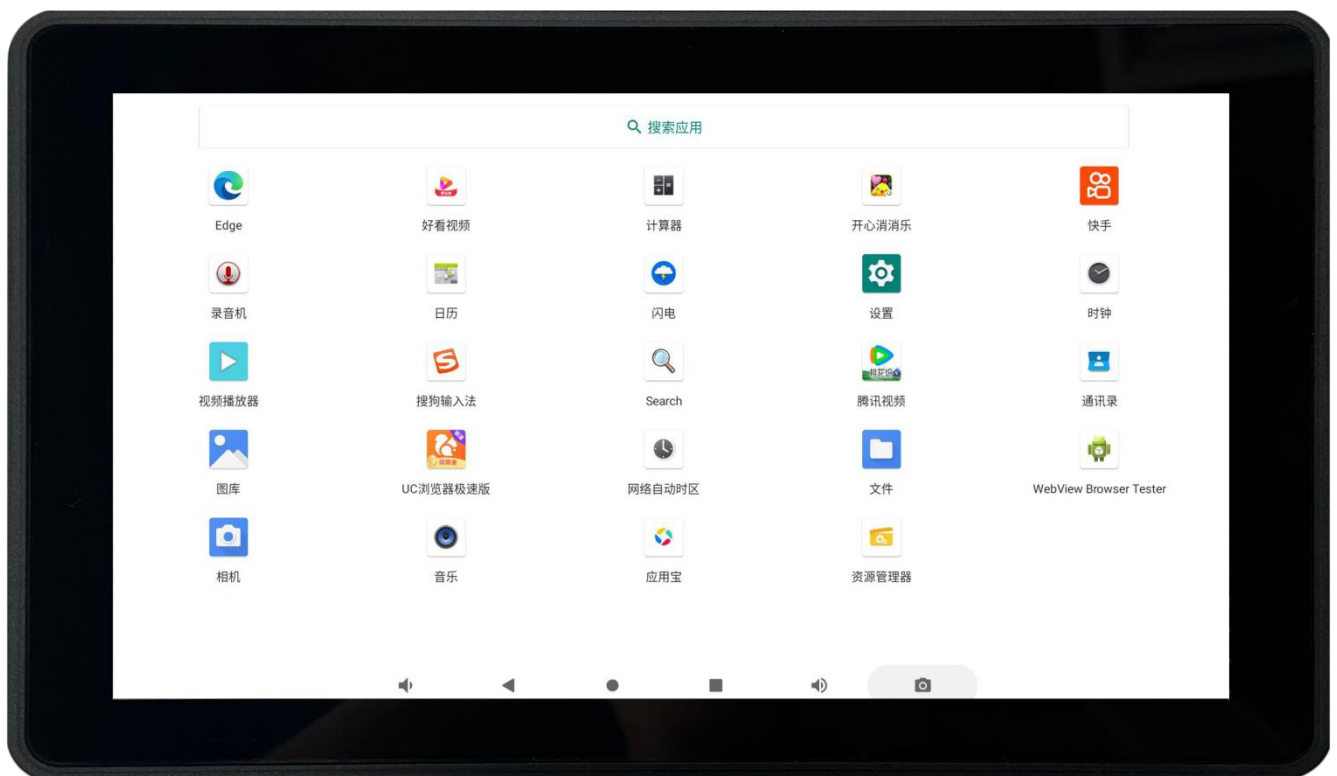 搜索应用
Edge
好看视频
计算器
开心消消乐
快手
录音机
日历
闪电
设置
时钟
视频播放器
搜狗输入法
Search
腾讯视频
通讯录
图库
UC浏览器极速版
网络自动时区
文件
WebView Browser Tester
相机
音乐
应用宝
资源管理器